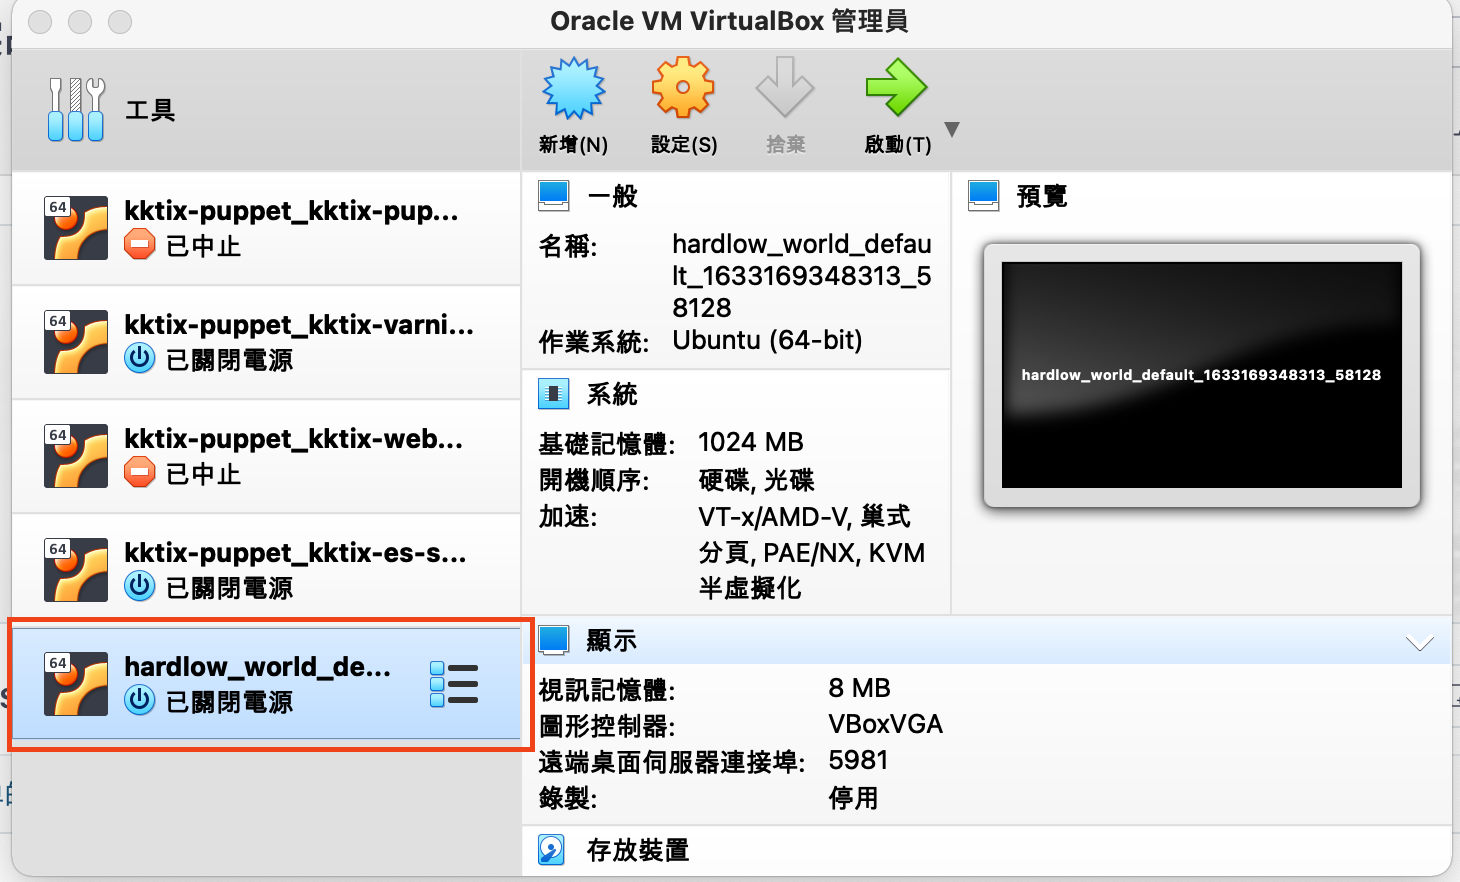 Oracle VM VirtualBox 管理員
工具
新增(N)
設定(S)
捨棄
啟動(T)
64
kktix-puppet_kktix-pup...
已中止
64
kktix-puppet_kktix-varni...
已關閉電源
64
kktix-puppet_kktix-web...
已中止
64
kktix-puppet_kktix-es-s...
已關閉電源
64
hardlow_world_de...
已關閉電源
一般
名稱: hardlow_world_defau
lt_1633169348313_5
8128
作業系統: Ubuntu (64-bit)
系統
基礎記憶體: 1024 MB
開機順序: 硬碟, 光碟
加速: VT-x/AMD-V, 巢式
分頁, PAE/NX, KVM
半虛擬化
預覽
hardlow_world_default_1633169348313_58128
顯示
視訊記憶體: 8 MB
圖形控制器: VBoxVGA
遠端桌面伺服器連接埠: 5981
錄製: 停用
存放裝置